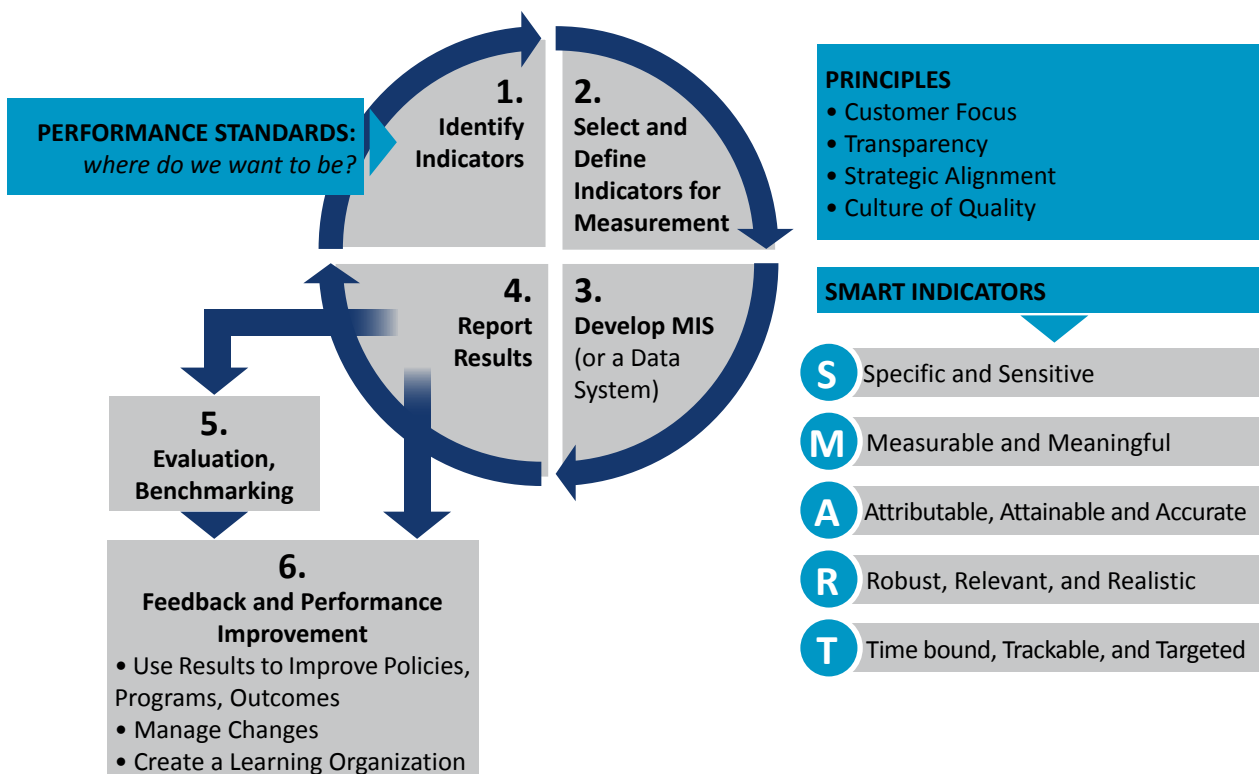 PERFORMANCE STANDARDS:
where do we want to be?
1.
Identify
Indicators
2.
Select and
Define
Indicators for
Measurement
3.
Develop MIS
(or a Data
System)
4.
Report
Results
5.
Evaluation,
Benchmarking
6.
Feedback and Performance
Improvement
• Use Results to Improve Policies,
Programs, Outcomes
• Manage Changes
• Create a Learning Organization
PRINCIPLES
• Customer Focus
• Transparency
• Strategic Alignment
• Culture of Quality
SMART INDICATORS
S Specific and Sensitive
M Measurable and Meaningful
A Attributable, Attainable and Accurate
R Robust, Relevant, and Realistic
T Time bound, Trackable, and Targeted